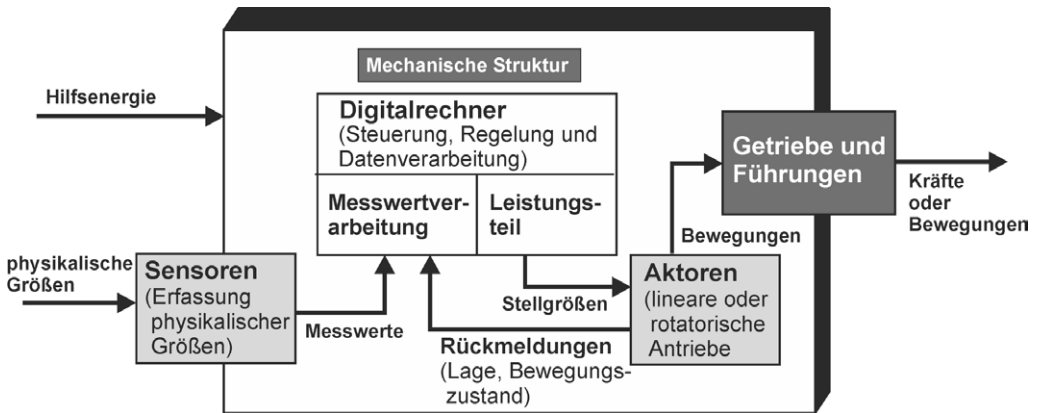 Mechanische Struktur
Hilfsenergie
Digitalrechner
(Steuerung, Regelung und
Datenverarbeitung)
Messwertver-
arbeitung
Leistungs-
teil
Getriebe und
Führungen
Kräfte
oder
Bewegungen
Bewegungen
physikalische
Größen
Sensoren
(Erfassung
physikalischer
Größen)
Messwerte
Stellgrößen
Aktoren
(lineare oder
rotatorische
Antriebe
Rückmeldungen
(Lage, Bewegungs-
zustand)